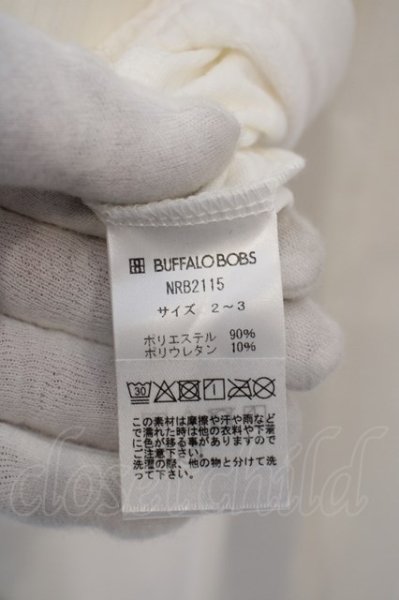 BUFFALO BOBS
NRB2115
サイズ 2～3
ポリエステル 90%
ポリウレタン 10%
30
この素材は摩擦や汗や雨など
で濡れた時は他の衣料や下着
に色が移る事がありますので
ご注意下さい。
洗濯の際、他の物と分けて洗
って下さい。
closet child